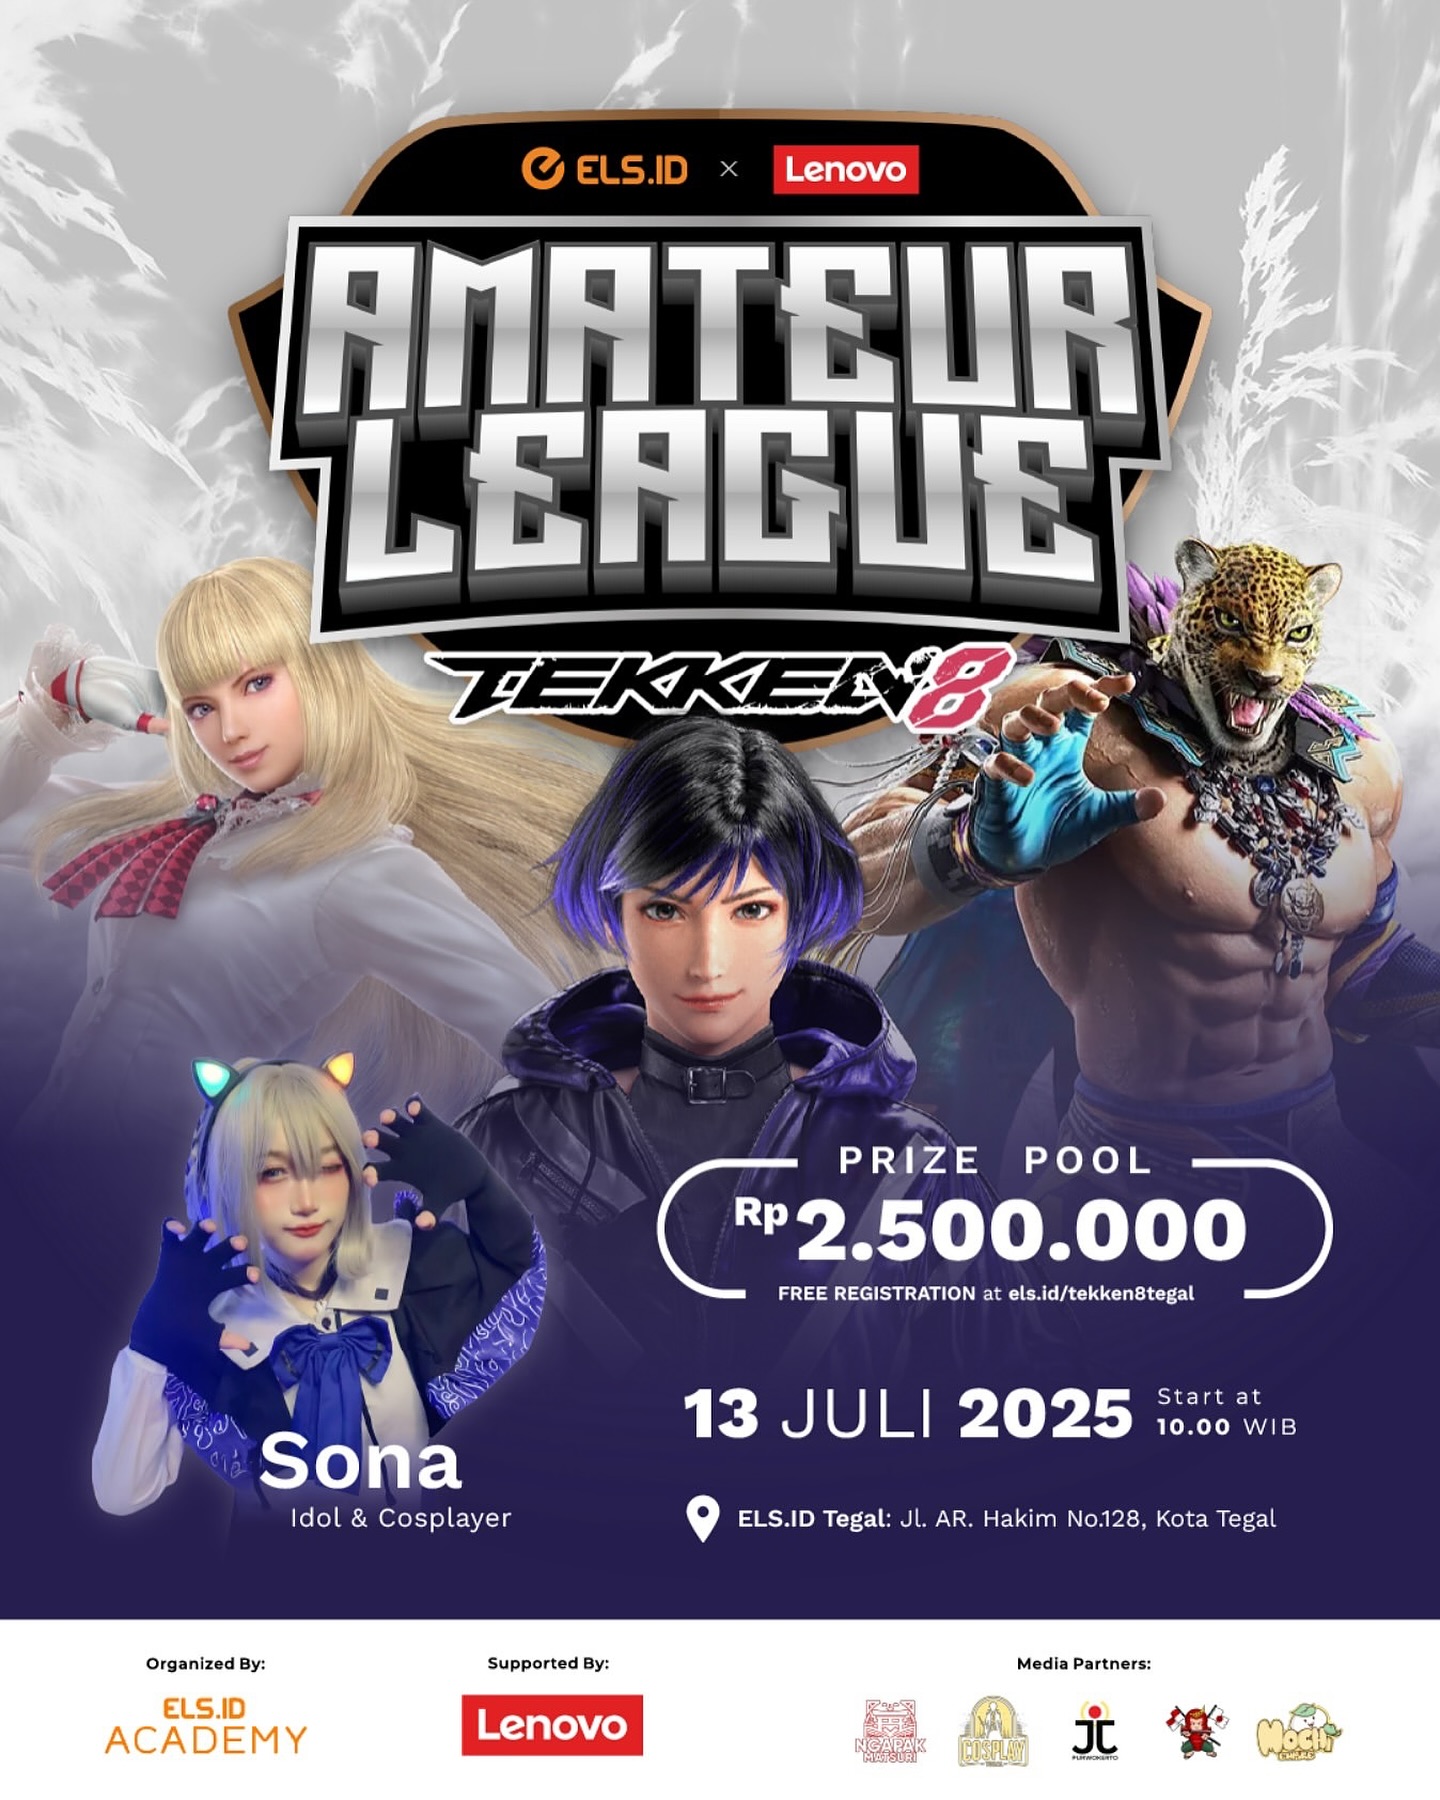 ELS.ID × Lenovo
AMATEUR
LEAGUE
TEKKEN 8
PRIZE POOL
Rp 2.500.000
FREE REGISTRATION at els.id/tekken8tegal
13 JULI 2025
Start at
10.00 WIB
ELS.ID Tegal: Jl. AR. Hakim No.128, Kota Tegal
Sona
Idol & Cosplayer
Organized By:
ELS.ID
ACADEMY
Supported By:
Lenovo
Media Partners:
NGAPAK
MATSURI
COSPLAY
PURWOKERTO
MOCHI